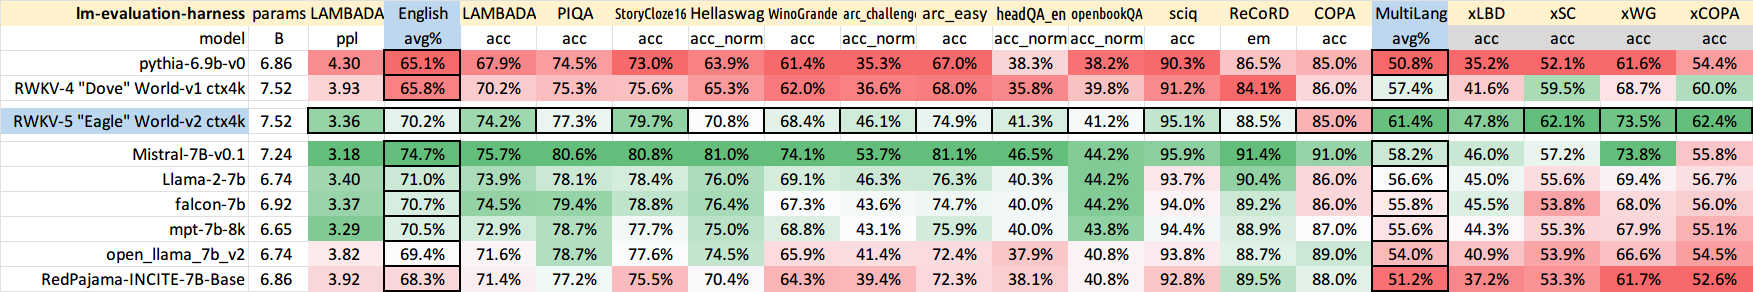 lm-evaluation-harness params LAMBADA English LAMBADA PIQA StoryCloze16 Hellaswag WinoGrande arc_challenge arc_easy headQA_en openbookQA sciq ReCoRD COPA MultiLang xLBD xSC xWG xCOPA
model B ppl avg% acc acc acc acc_norm acc acc_norm acc acc_norm acc_norm acc em acc avg% acc acc acc acc
pythia-6.9b-v0 6.86 4.30 65.1% 67.9% 74.5% 73.0% 63.9% 61.4% 35.3% 67.0% 38.3% 38.2% 90.3% 86.5% 85.0% 50.8% 35.2% 52.1% 61.6% 54.4%
RWKV-4 "Dove" World-v1 ctx4k 7.52 3.93 65.8% 70.2% 75.3% 75.6% 65.3% 62.0% 36.6% 68.0% 35.8% 39.8% 91.2% 84.1% 86.0% 57.4% 41.6% 59.5% 68.7% 60.0%
RWKV-5 "Eagle" World-v2 ctx4k 7.52 3.36 70.2% 74.2% 77.3% 79.7% 70.8% 68.4% 46.1% 74.9% 41.3% 41.2% 95.1% 88.5% 85.0% 61.4% 47.8% 62.1% 73.5% 62.4%
Mistral-7B-v0.1 7.24 3.18 74.7% 75.7% 80.6% 80.8% 81.0% 74.1% 53.7% 81.1% 46.5% 44.2% 95.9% 91.4% 91.0% 58.2% 46.0% 57.2% 73.8% 55.8%
Llama-2-7b 6.74 3.40 71.0% 73.9% 78.1% 78.4% 76.0% 69.1% 46.3% 76.3% 40.3% 44.2% 93.7% 90.4% 86.0% 56.6% 45.0% 55.6% 69.4% 56.7%
falcon-7b 6.92 3.37 70.7% 74.5% 79.4% 78.8% 76.4% 67.3% 43.6% 74.7% 40.0% 44.2% 94.0% 89.2% 86.0% 55.8% 45.5% 53.8% 68.0% 56.0%
mpt-7b-8k 6.65 3.29 70.5% 72.9% 78.7% 77.7% 75.0% 68.8% 43.1% 75.9% 40.0% 43.8% 94.4% 88.9% 87.0% 55.6% 44.3% 55.3% 67.9% 55.1%
open_llama_7b_v2 6.74 3.82 69.4% 71.6% 78.7% 77.6% 74.5% 65.9% 41.4% 72.4% 37.9% 40.8% 93.8% 88.7% 89.0% 54.0% 40.9% 53.9% 66.6% 54.5%
RedPajama-INCITE-7B-Base 6.86 3.92 68.3% 71.4% 77.2% 75.5% 70.4% 64.3% 39.4% 72.3% 38.1% 40.8% 92.8% 89.5% 88.0% 51.2% 37.2% 53.3% 61.7% 52.6%